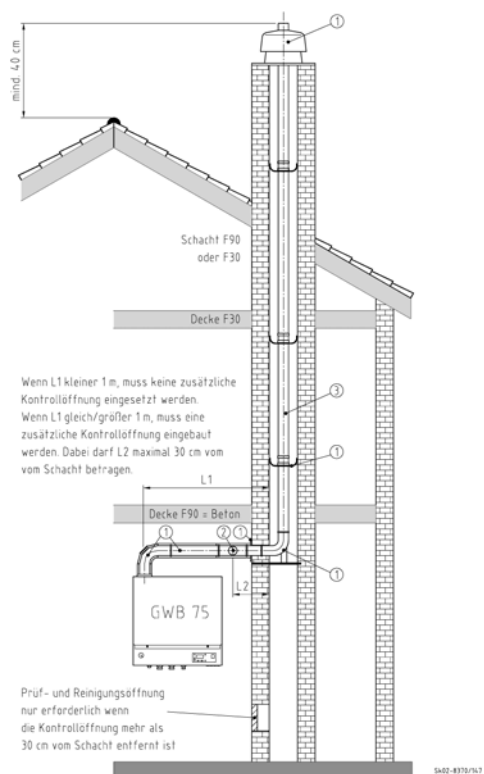 1
mind. 40 cm
Schacht F90
oder F30
Decke F30
Wenn L1 kleiner 1 m, muss keine zusätzliche
Kontrollöffnung eingesetzt werden.
Wenn L1 gleich/größer 1 m, muss eine
zusätzliche Kontrollöffnung eingebaut
werden. Dabei darf L2 maximal 30 cm vom
vom Schacht betragen.
3
1
L1
Decke F90 = Beton
1 2 1
1
L2
GWB 75
Prüf- und Reinigungsöffnung
nur erforderlich wenn
die Kontrollöffnung mehr als
30 cm vom Schacht entfernt ist